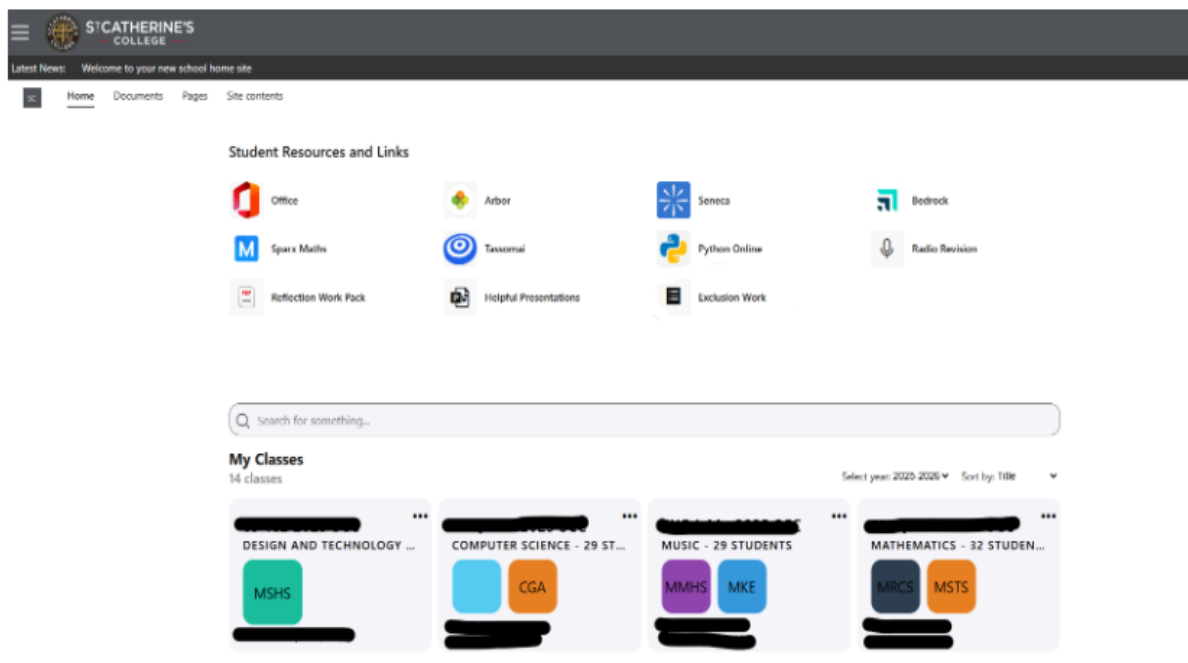 STCATHERINE'S
COLLEGE
Latest News: Welcome to your new school home site
SC Home Documents Pages Site contents
Student Resources and Links
Office Arbor Seneca Bedrock
Sparx Maths Tassomai Python Online Radio Revision
Reflection Work Pack Helpful Presentations Exclusion Work
Search for something...
My Classes
14 classes
Select year: 2025-2026 Sort by: Title
DESIGN AND TECHNOLOGY ... COMPUTER SCIENCE - 29 ST... MUSIC - 29 STUDENTS MATHEMATICS - 32 STUDEN...
MSHS CGA MMHS MKE MRCS MSTS